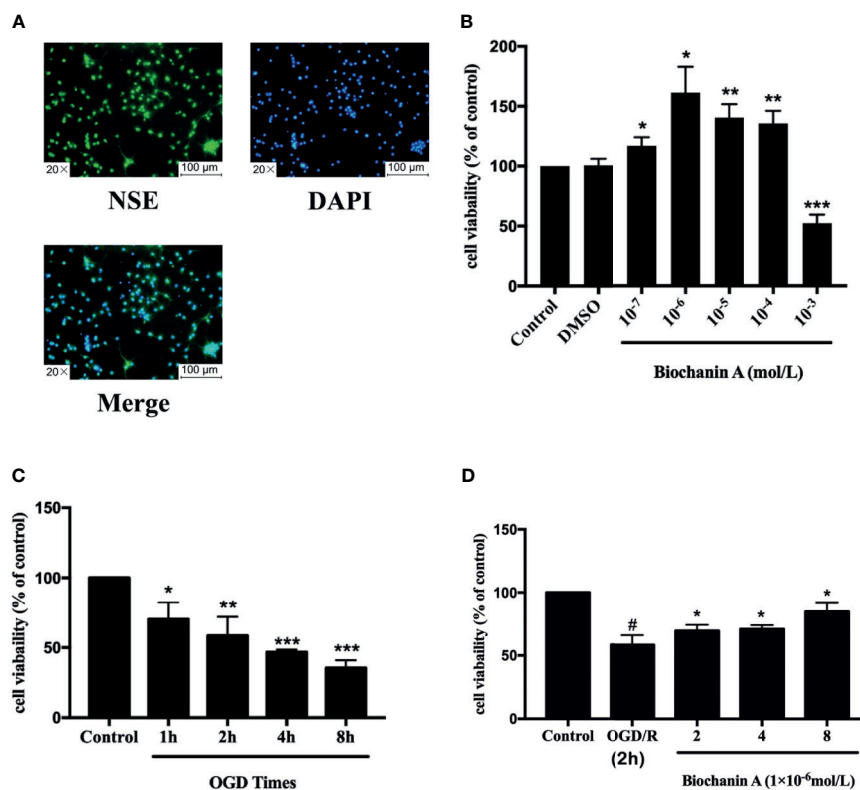 A
20×
100 μm
NSE
20×
100 μm
DAPI
20×
100 μm
Merge
B
cell viabaility (% of control)
200
150
100
50
0
*
*
**
**
***
Control
DMSO
10⁻⁷
10⁻⁶
10⁻⁵
10⁻⁴
10⁻³
Biochanin A (mol/L)
C
cell viabaility (% of control)
150
100
50
0
*
**
***
***
Control
1h
2h
4h
8h
OGD Times
D
cell viabaility (% of control)
150
100
50
0
#
*
*
*
Control
OGD/R
(2h)
2
4
8
Biochanin A (1×10⁻⁶mol/L)